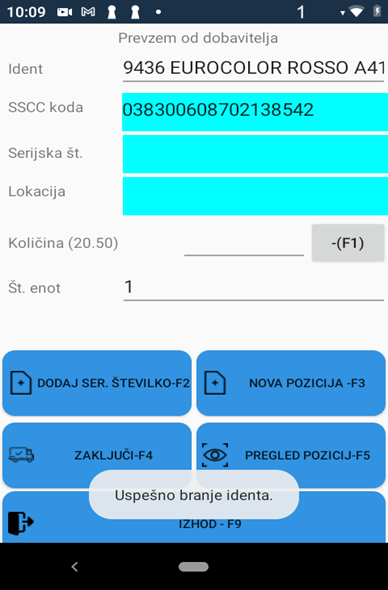 10:09
1
Prevzem od dobavitelja
Ident
9436 EUROCOLOR ROSSO A41
SSCC koda
038300608702138542
Serijska št.
Lokacija
Količina (20.50)
-(F1)
Št. enot
1
DODAJ SER. ŠTEVILKO-F2
NOVA POZICIJA -F3
ZAKLJUČI-F4
PREGLED POZICIJ-F5
Uspešno branje identa.
IZHOD - F9